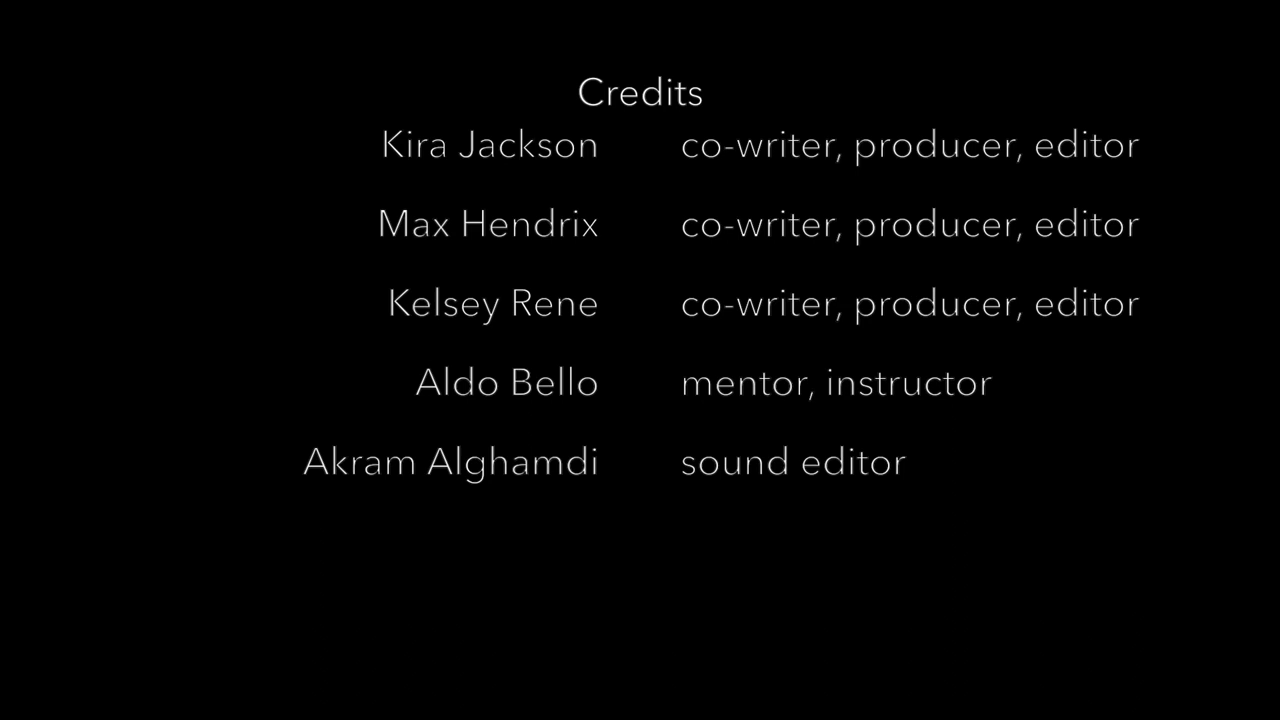 Credits
Kira Jackson co-writer, producer, editor
Max Hendrix co-writer, producer, editor
Kelsey Rene co-writer, producer, editor
Aldo Bello mentor, instructor
Akram Alghamdi sound editor